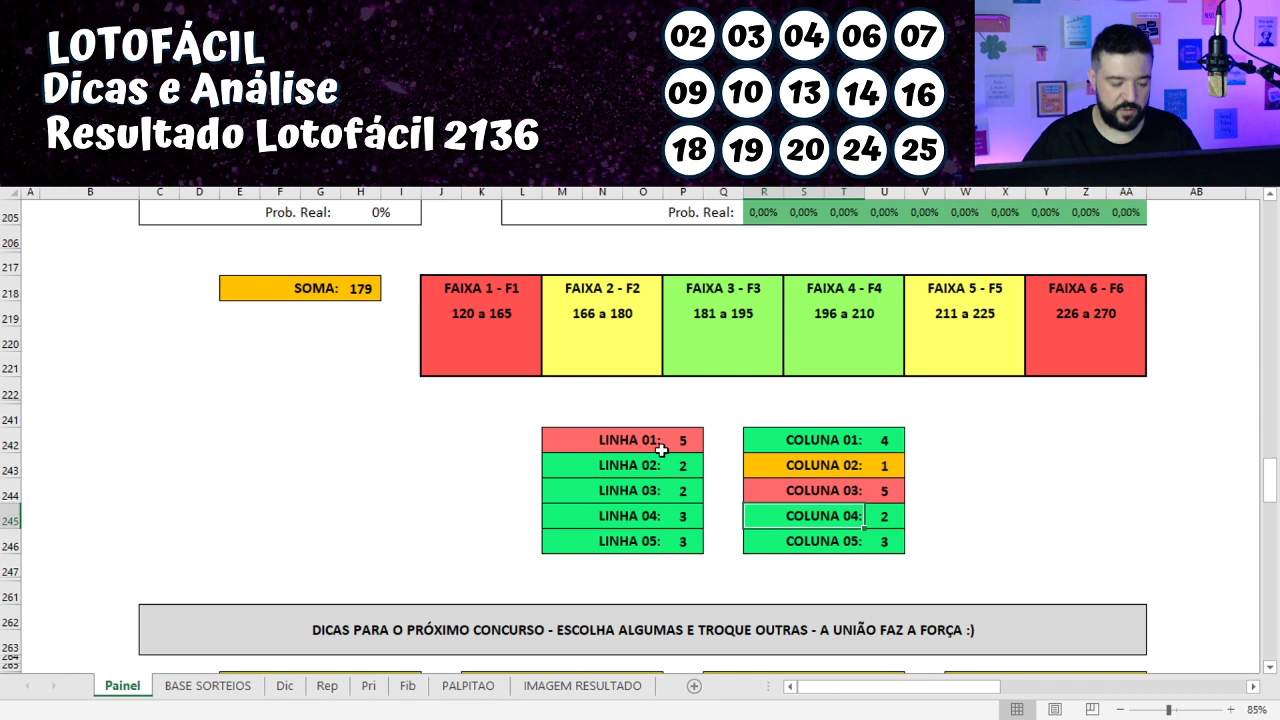 LOTOFÁCIL
Dicas e Análise
Resultado Lotofácil 2136
02 03 04 06 07
09 10 13 14 16
18 19 20 24 25
A B C D E F G H I J K L M N O P Q R S T U V W X Y Z AA AB
205 Prob. Real: 0% Prob. Real: 0,00% 0,00% 0,00% 0,00% 0,00% 0,00% 0,00% 0,00% 0,00% 0,00%
206
217
218 SOMA: 179 FAIXA 1 - F1 FAIXA 2 - F2 FAIXA 3 - F3 FAIXA 4 - F4 FAIXA 5 - F5 FAIXA 6 - F6
219 120 a 165 166 a 180 181 a 195 196 a 210 211 a 225 226 a 270
220
221
222
241
242 LINHA 01: 5 COLUNA 01: 4
243 LINHA 02: 2 COLUNA 02: 1
244 LINHA 03: 2 COLUNA 03: 5
245 LINHA 04: 3 COLUNA 04: 2
246 LINHA 05: 3 COLUNA 05: 3
247
261
262 DICAS PARA O PRÓXIMO CONCURSO - ESCOLHA ALGUMAS E TROQUE OUTRAS - A UNIÃO FAZ A FORÇA :)
263
264
265
Painel BASE SORTEIOS Dic Rep Pri Fib PALPITAO IMAGEM RESULTADO
85%